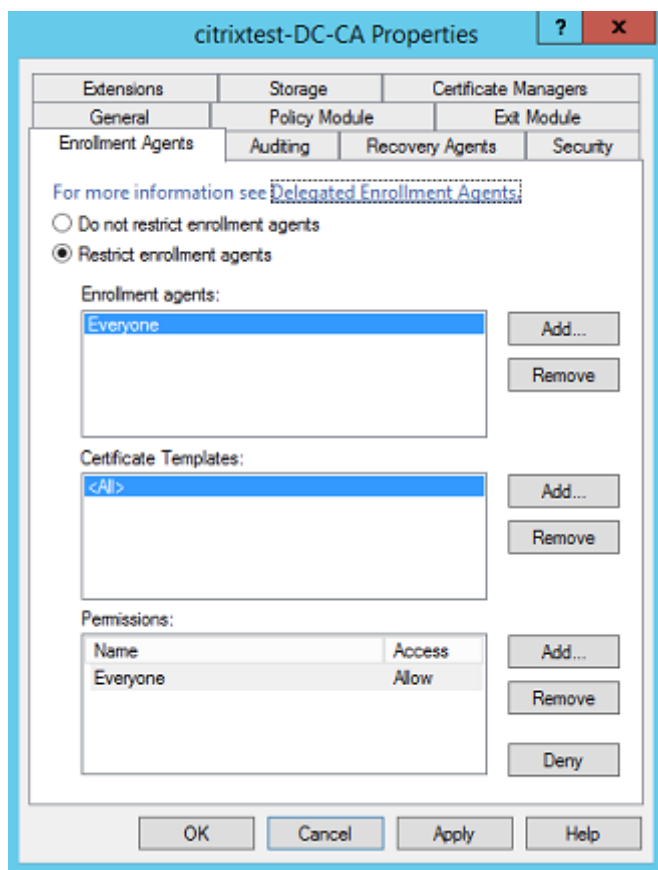 citrixtest-DC-CA Properties
? x
Extensions Storage Certificate Managers
General Policy Module Exit Module
Enrollment Agents Auditing Recovery Agents Security
For more information see Delegated Enrollment Agents.
Do not restrict enrollment agents
Restrict enrollment agents
Enrollment agents:
Everyone
Add...
Remove
Certificate Templates:
<All>
Add...
Remove
Permissions:
Name Access
Everyone Allow
Add...
Remove
Deny
OK Cancel Apply Help